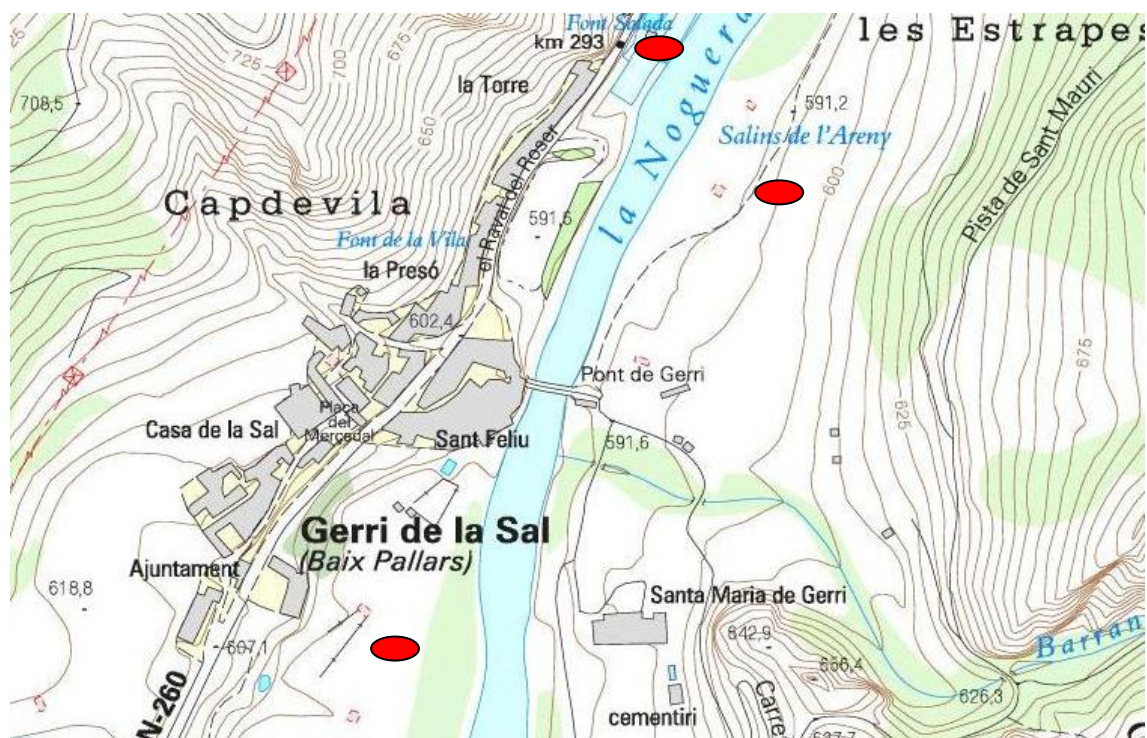 Font Salada
les Estrapes
km 293
725
700
675
la Torre
708,5
650
591,2
Salins de l'Areny
la Noguera
Pista de Sant Mauri
600
Capdevila
el Raval del Roser
591,6
Font de la Vila
la Presó
602,4
675
Pont de Gerri
625
Casa de la Sal
Plaça
del
Mercadal
Sant Feliu
591,6
Gerri de la Sal
(Baix Pallars)
Ajuntament
618,8
Santa Maria de Gerri
607,1
642,9
656,4
Barran
626,3
N-260
cementiri
Carre